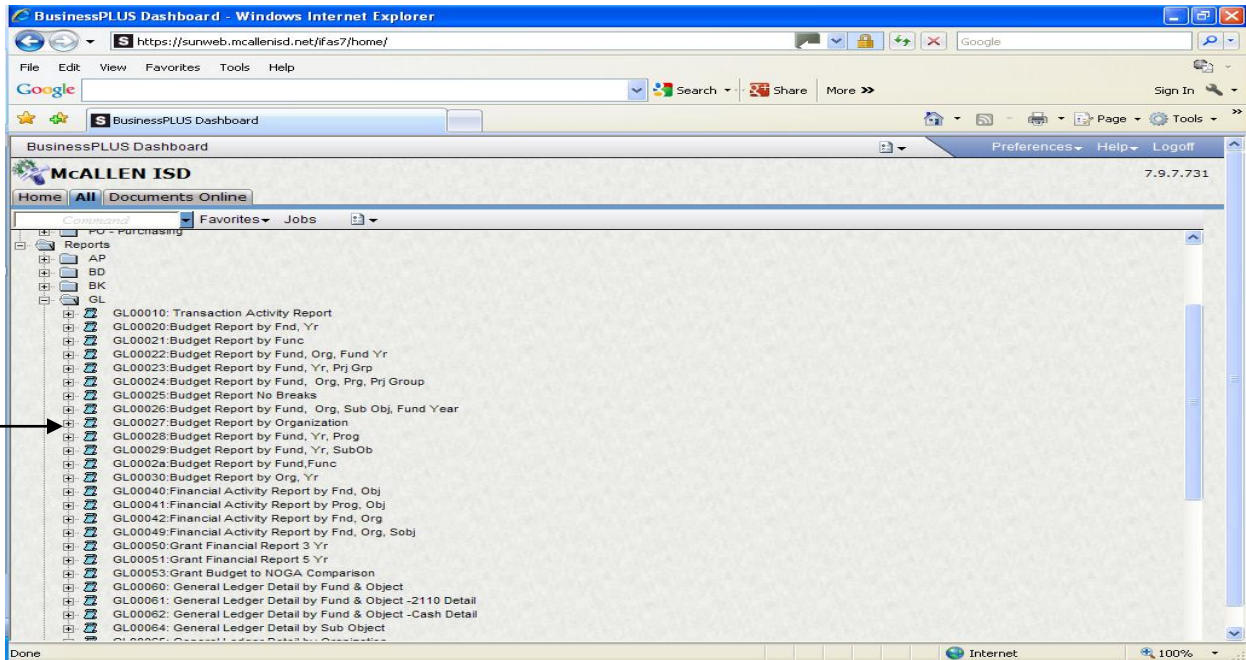 BusinessPLUS Dashboard - Windows Internet Explorer
S https://sunweb.mcallenisd.net/ifas7/home/ Google
File Edit View Favorites Tools Help
Google Search Share More >> Sign In
S BusinessPLUS Dashboard Page Tools >>
BusinessPLUS Dashboard Preferences Help Logoff
McALLEN ISD 7.9.7.731
Home All Documents Online
Command Favorites Jobs
PO - Purchasing
Reports
AP
BD
BK
GL
GL00010: Transaction Activity Report
GL00020:Budget Report by Fnd, Yr
GL00021:Budget Report by Func
GL00022:Budget Report by Fund, Org, Fund Yr
GL00023:Budget Report by Fund, Yr, Prj Grp
GL00024:Budget Report by Fund, Org, Prg, Prj Group
GL00025:Budget Report No Breaks
GL00026:Budget Report by Fund, Org, Sub Obj, Fund Year
GL00027:Budget Report by Organization
GL00028:Budget Report by Fund, Yr, Prog
GL00029:Budget Report by Fund, Yr, SubOb
GL0002a:Budget Report by Fund,Func
GL00030:Budget Report by Org, Yr
GL00040:Financial Activity Report by Fnd, Obj
GL00041:Financial Activity Report by Prog, Obj
GL00042:Financial Activity Report by Fnd, Org
GL00049:Financial Activity Report by Fnd, Org, Sobj
GL00050:Grant Financial Report 3 Yr
GL00051:Grant Financial Report 5 Yr
GL00053:Grant Budget to NOGA Comparison
GL00060: General Ledger Detail by Fund & Object
GL00061: General Ledger Detail by Fund & Object -2110 Detail
GL00062: General Ledger Detail by Fund & Object -Cash Detail
GL00064: General Ledger Detail by Sub Object
Done Internet 100%